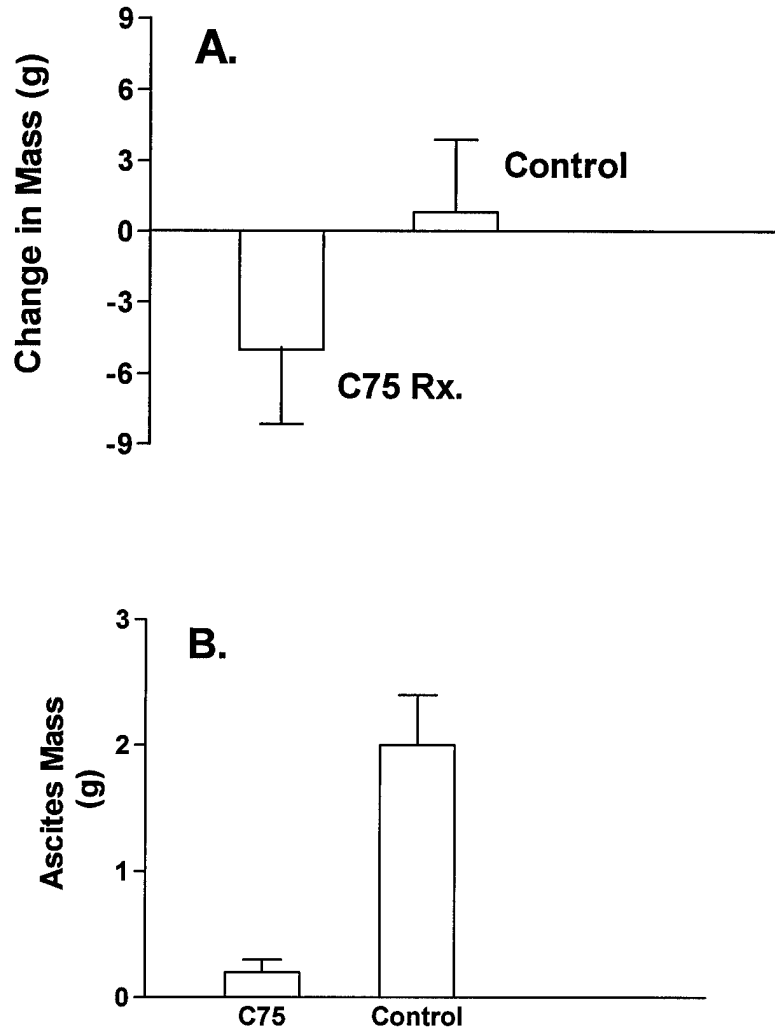 A.
Change in Mass (g)
9
6
3
0
-3
-6
-9
Control
C75 Rx.
B.
Ascites Mass
(g)
3
2
1
0
C75
Control